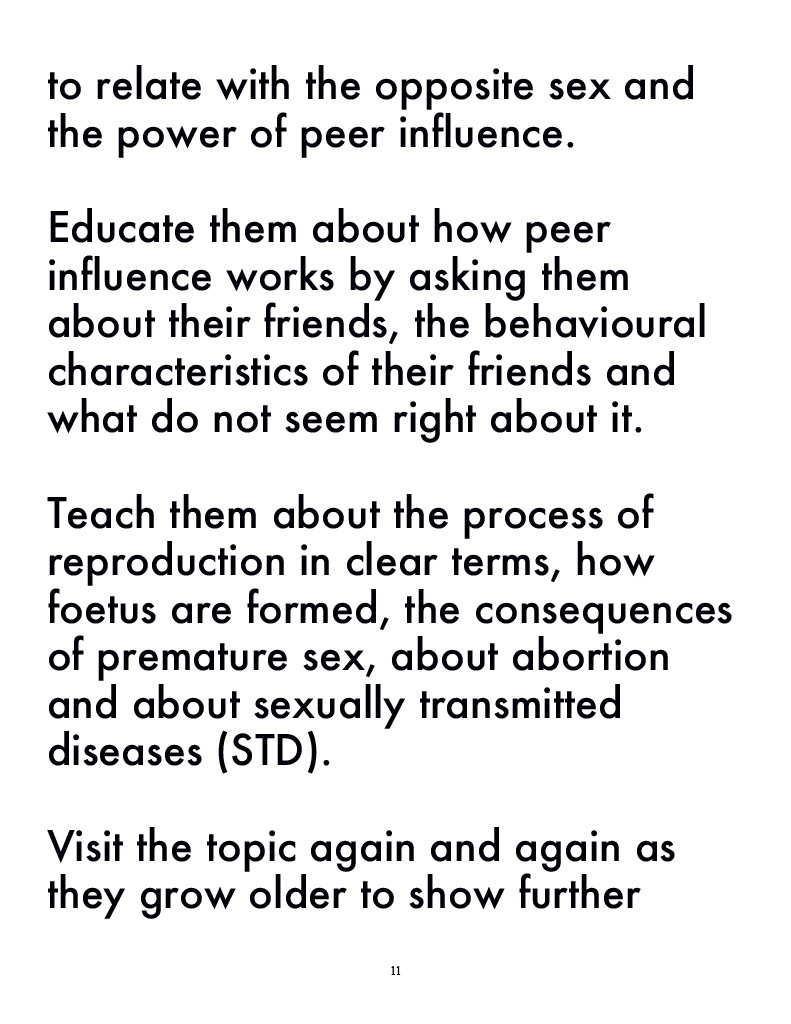 to relate with the opposite sex and
the power of peer influence.
Educate them about how peer
influence works by asking them
about their friends, the behavioural
characteristics of their friends and
what do not seem right about it.
Teach them about the process of
reproduction in clear terms, how
foetus are formed, the consequences
of premature sex, about abortion
and about sexually transmitted
diseases (STD).
Visit the topic again and again as
they grow older to show further
11